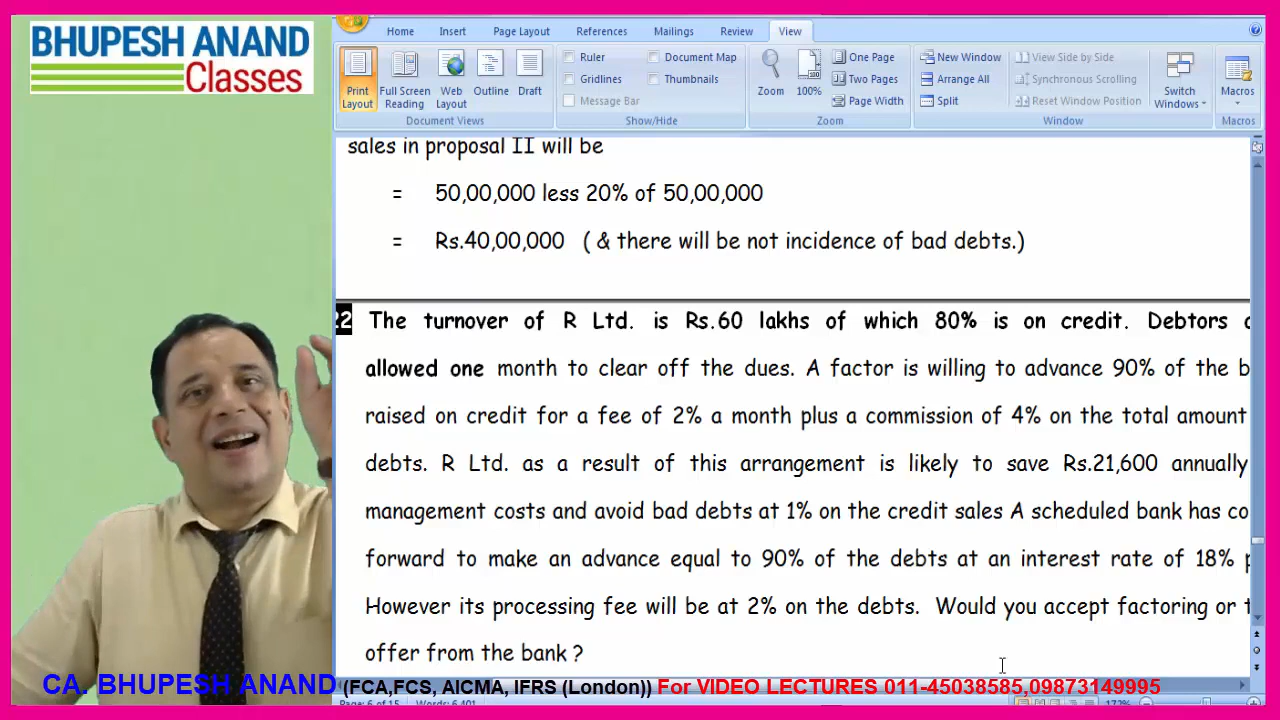 BHUPESH ANAND
Classes
Home Insert Page Layout References Mailings Review View
Print Layout
Full Screen Reading
Web Layout
Outline
Draft
Document Views
Ruler
Gridlines
Message Bar
Document Map
Thumbnails
Show/Hide
Zoom
100%
One Page
Two Pages
Page Width
Zoom
New Window
Arrange All
Split
View Side by Side
Synchronous Scrolling
Reset Window Position
Switch Windows
Window
Macros
Macros
sales in proposal II will be
= 50,00,000 less 20% of 50,00,000
= Rs.40,00,000 ( & there will be not incidence of bad debts.)
22 The turnover of R Ltd. is Rs.60 lakhs of which 80% is on credit. Debtors
allowed one month to clear off the dues. A factor is willing to advance 90% of the
raised on credit for a fee of 2% a month plus a commission of 4% on the total amount
debts. R Ltd. as a result of this arrangement is likely to save Rs.21,600 annually
management costs and avoid bad debts at 1% on the credit sales A scheduled bank has
forward to make an advance equal to 90% of the debts at an interest rate of 18%
However its processing fee will be at 2% on the debts. Would you accept factoring or
offer from the bank ?
CA. BHUPESH ANAND (FCA,FCS, AICMA, IFRS (London)) For VIDEO LECTURES 011-45038585,09873149995
Page: 6 of 15 Words: 6,401 172%